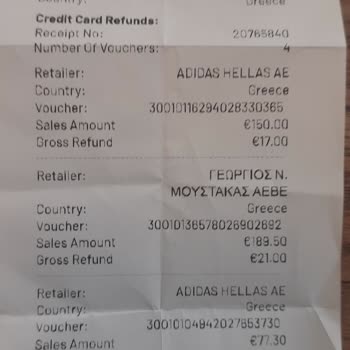 Greece
Credit Card Refunds:
Receipt No: 20765840
Number Of Vouchers: 4
Retailer: ADIDAS HELLAS AE
Country: Greece
Voucher: 30010116294028330365
Sales Amount €150.00
Gross Refund €17.00
Retailer: ΓΕΩΡΓΙΟΣ Ν.
ΜΟΥΣΤΑΚΑΣ ΑΕΒΕ
Country: Greece
Voucher: 30010136578026902692
Sales Amount €189.50
Gross Refund €21.00
Retailer: ADIDAS HELLAS AE
Country: Greece
Voucher: 30010104942027653730
Sales Amount €77.30